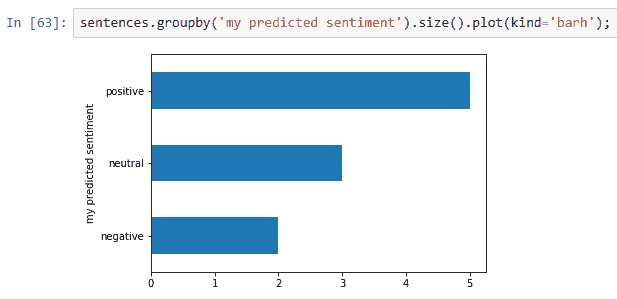 In [63]: sentences.groupby('my predicted sentiment').size().plot(kind='barh');
my predicted sentiment
positive
neutral
negative
0 1 2 3 4 5